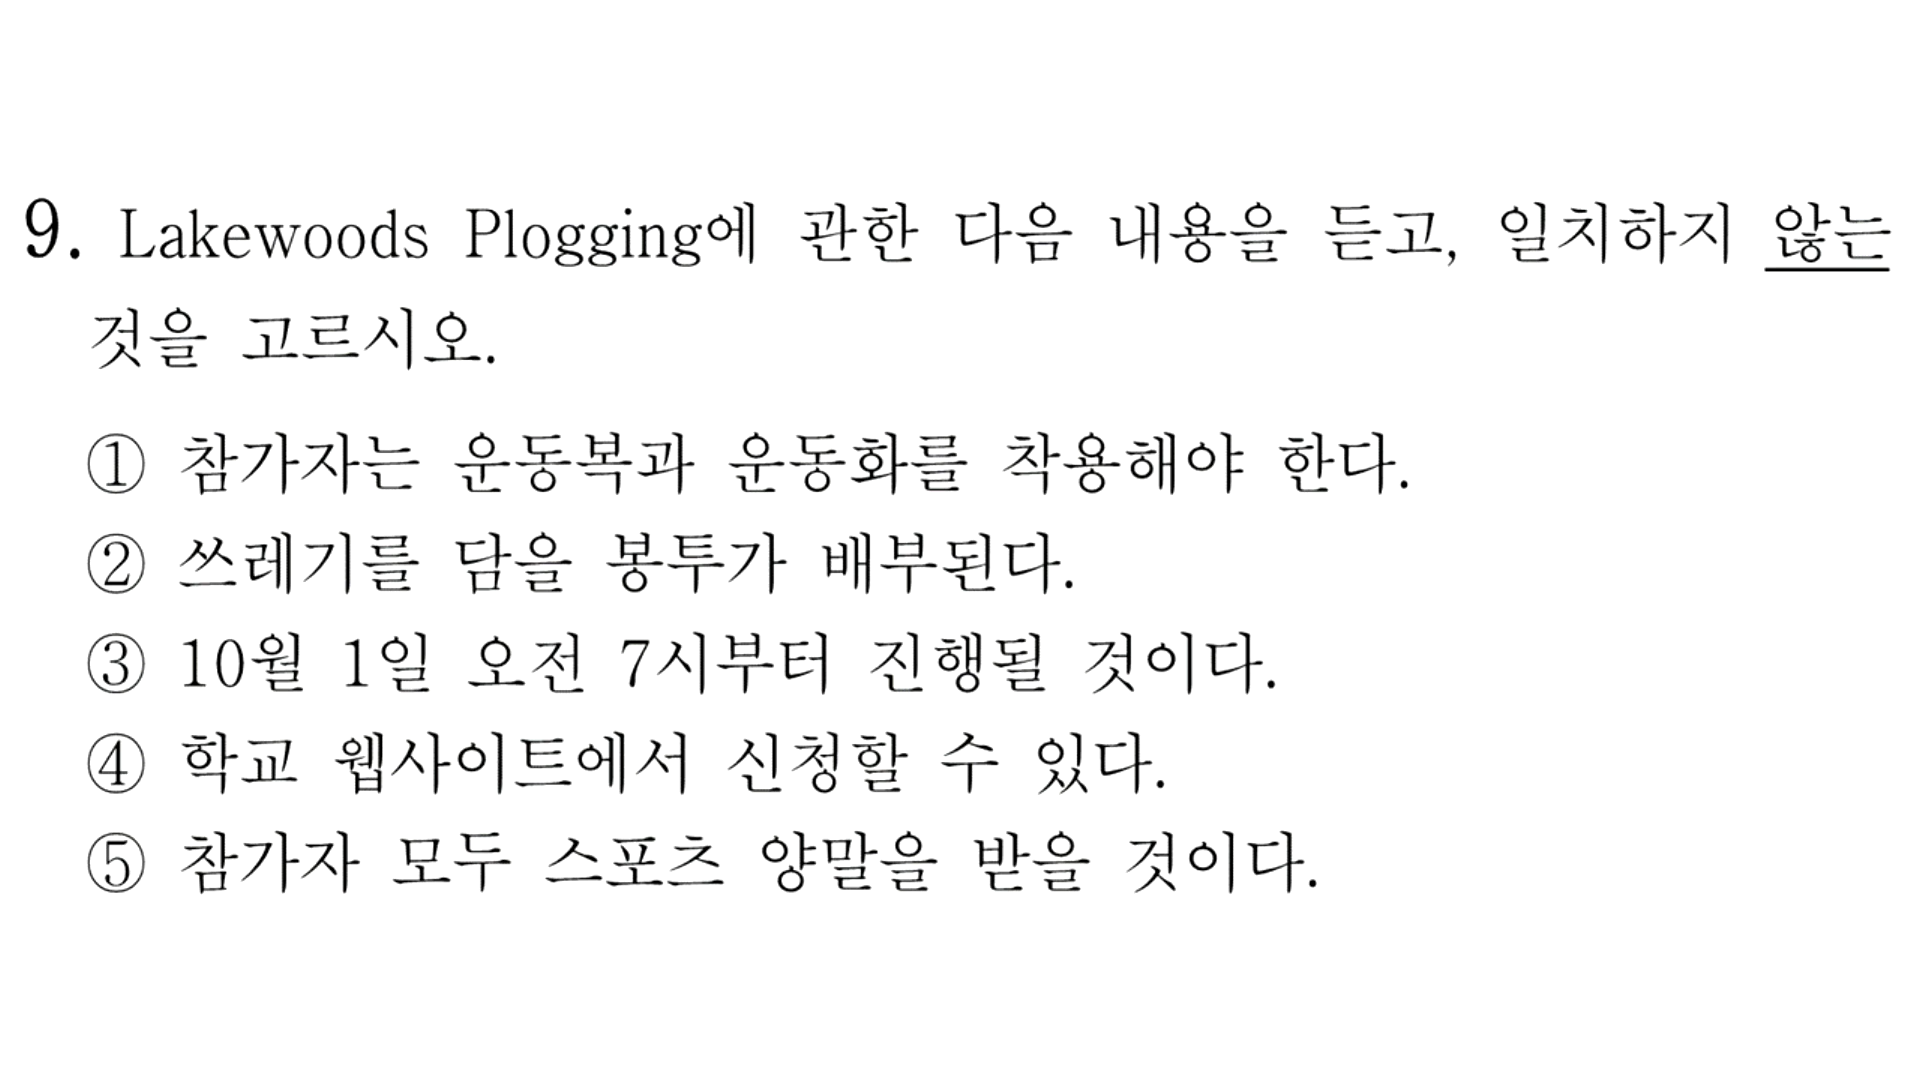 9. Lakewoods Plogging에 관한 다음 내용을 듣고, 일치하지 않는
것을 고르시오.
① 참가자는 운동복과 운동화를 착용해야 한다.
② 쓰레기를 담을 봉투가 배부된다.
③ 10월 1일 오전 7시부터 진행될 것이다.
④ 학교 웹사이트에서 신청할 수 있다.
⑤ 참가자 모두 스포츠 양말을 받을 것이다.